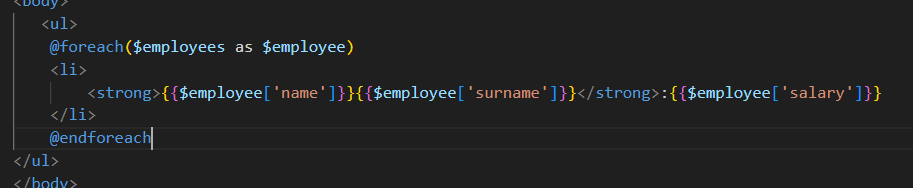 <body>
<ul>
@foreach($employees as $employee)
<li>
<strong>{{$employee['name']}}{{$employee['surname']}}</strong>:{{$employee['salary']}}
</li>
@endforeach
</ul>
</body>